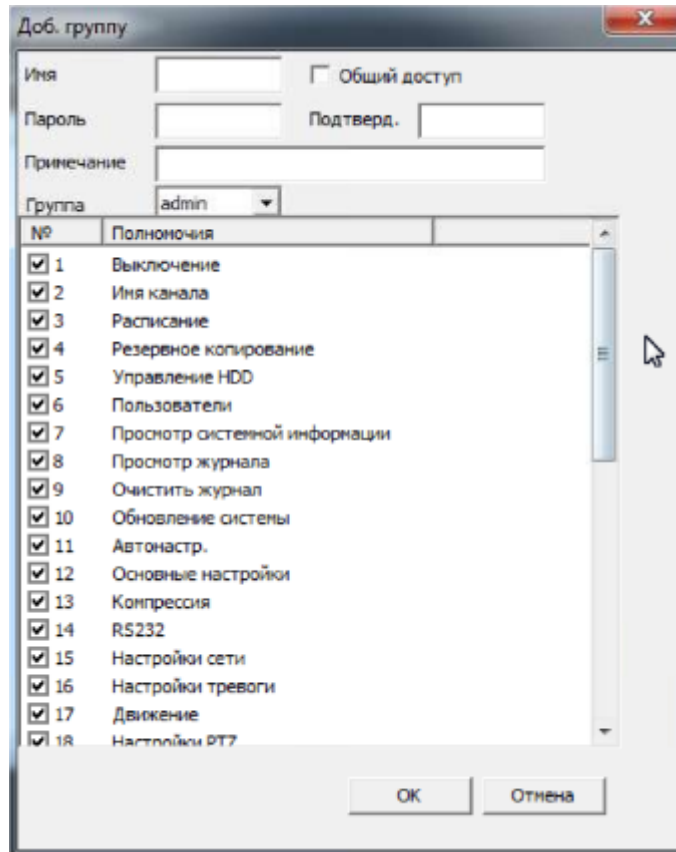 Доб. группу
Имя Общий доступ
Пароль Подтверд.
Примечание
Группа admin
№ Полномочия
1 Выключение
2 Имя канала
3 Расписание
4 Резервное копирование
5 Управление HDD
6 Пользователи
7 Просмотр системной информации
8 Просмотр журнала
9 Очистить журнал
10 Обновление системы
11 Автонастр.
12 Основные настройки
13 Компрессия
14 RS232
15 Настройки сети
16 Настройки тревоги
17 Движение
18 Настройки PTZ
OK Отмена